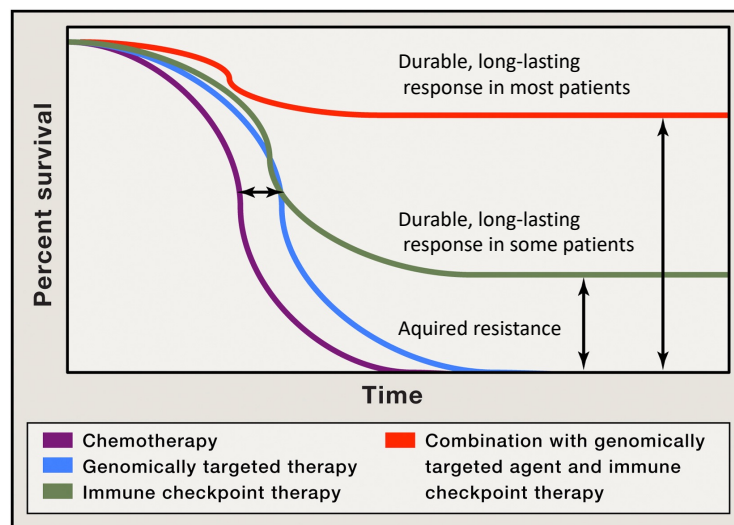 Durable, long-lasting
response in most patients
Percent survival
Durable, long-lasting
response in some patients
Aquired resistance
Time
Chemotherapy
Genomically targeted therapy
Immune checkpoint therapy
Combination with genomically
targeted agent and immune
checkpoint therapy